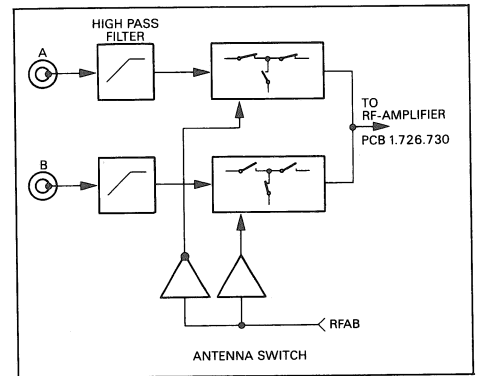 HIGH PASS
FILTER
A
TO
RF-AMPLIFIER
PCB 1.726.730
B
RFAB
ANTENNA SWITCH